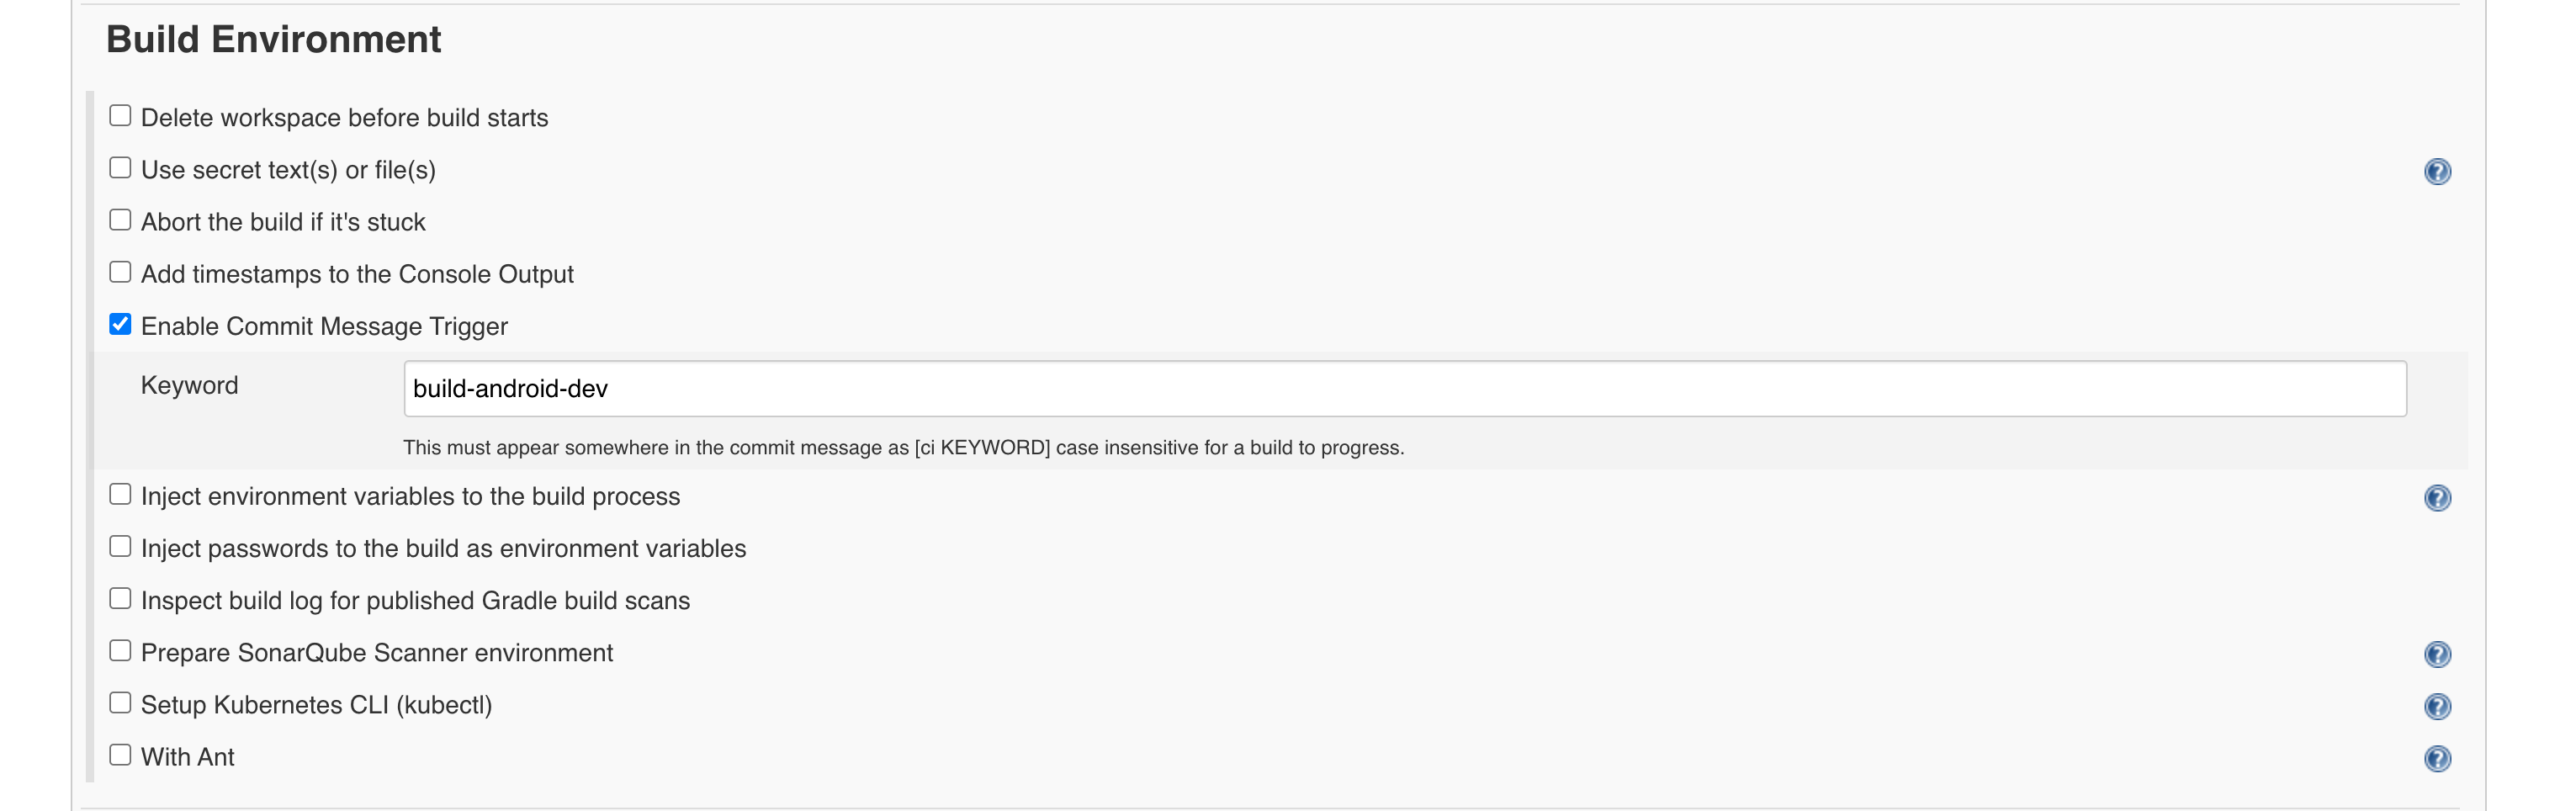 Build Environment
Delete workspace before build starts
Use secret text(s) or file(s)
?
Abort the build if it's stuck
Add timestamps to the Console Output
Enable Commit Message Trigger
Keyword
build-android-dev
This must appear somewhere in the commit message as [ci KEYWORD] case insensitive for a build to progress.
Inject environment variables to the build process
?
Inject passwords to the build as environment variables
Inspect build log for published Gradle build scans
Prepare SonarQube Scanner environment
?
Setup Kubernetes CLI (kubectl)
?
With Ant
?